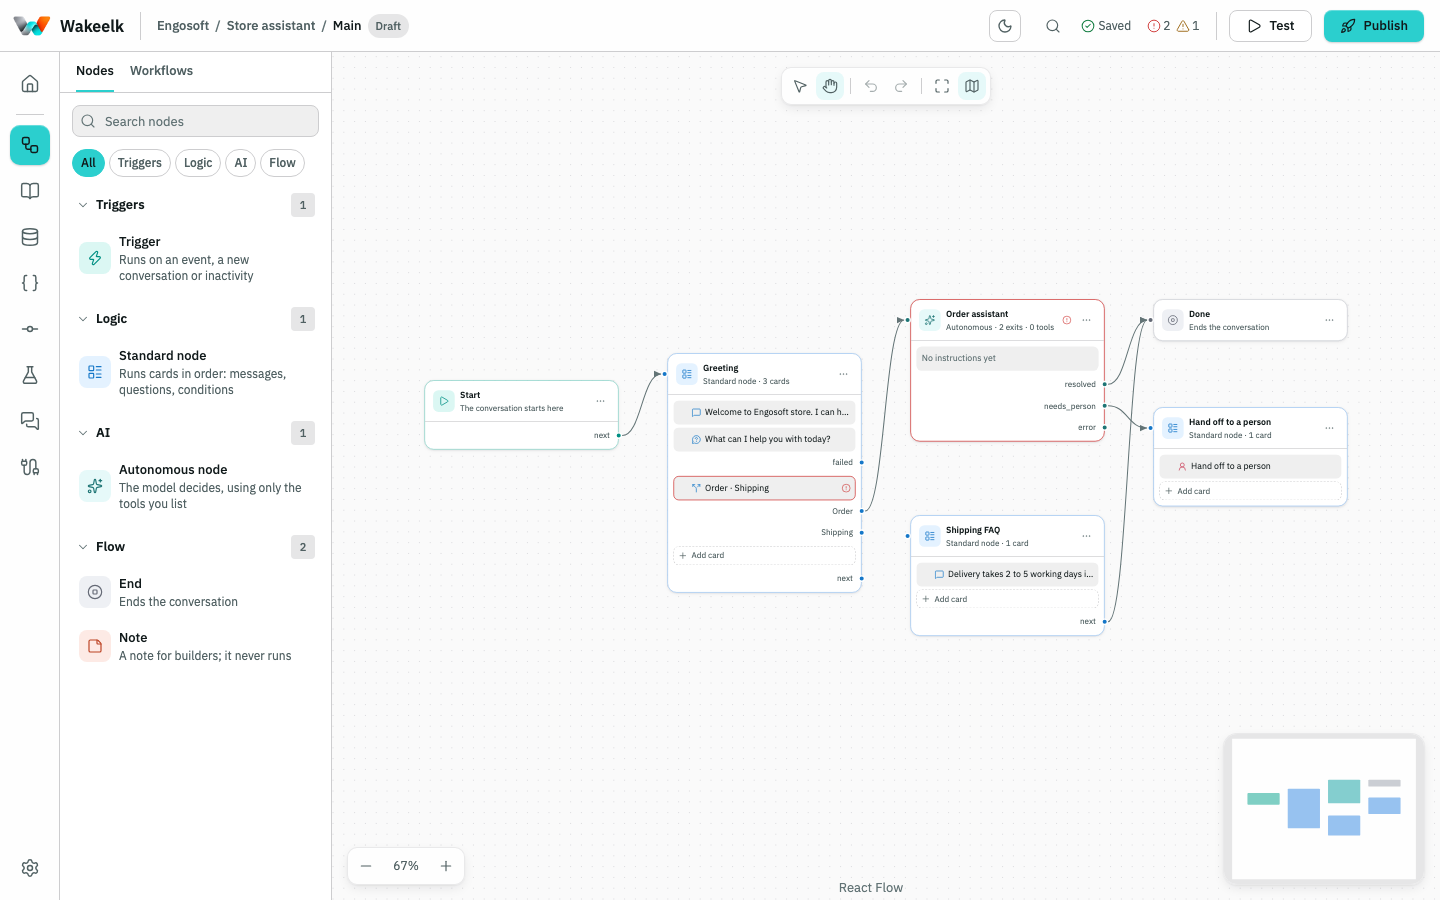 Wakeelk
Engosoft / Store assistant / Main Draft
Saved 2 1
Test
Publish
Nodes Workflows
Search nodes
All Triggers Logic AI Flow
Triggers 1
Trigger
Runs on an event, a new
conversation or inactivity
Logic 1
Standard node
Runs cards in order: messages,
questions, conditions
AI 1
Autonomous node
The model decides, using only the
tools you list
Flow 2
End
Ends the conversation
Note
A note for builders; it never runs
Start
The conversation starts here
next
Greeting
Standard node · 3 cards
Welcome to Engosoft store. I can h...
What can I help you with today?
failed
Order · Shipping
Order
Shipping
+ Add card
next
Order assistant
Autonomous · 2 exits · 0 tools
No instructions yet
resolved
needs_person
error
Shipping FAQ
Standard node · 1 card
Delivery takes 2 to 5 working days i...
+ Add card
next
Done
Ends the conversation
Hand off to a person
Standard node · 1 card
Hand off to a person
+ Add card
67%
React Flow